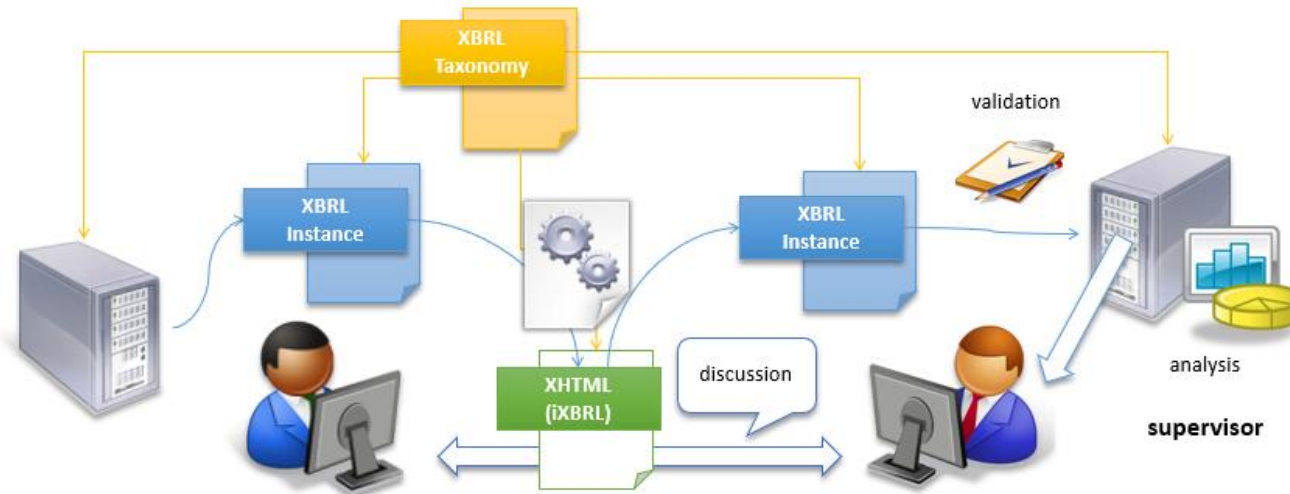 XBRL
Taxonomy
validation
XBRL
Instance
XBRL
Instance
XHTML
(iXBRL)
discussion
analysis
supervisor